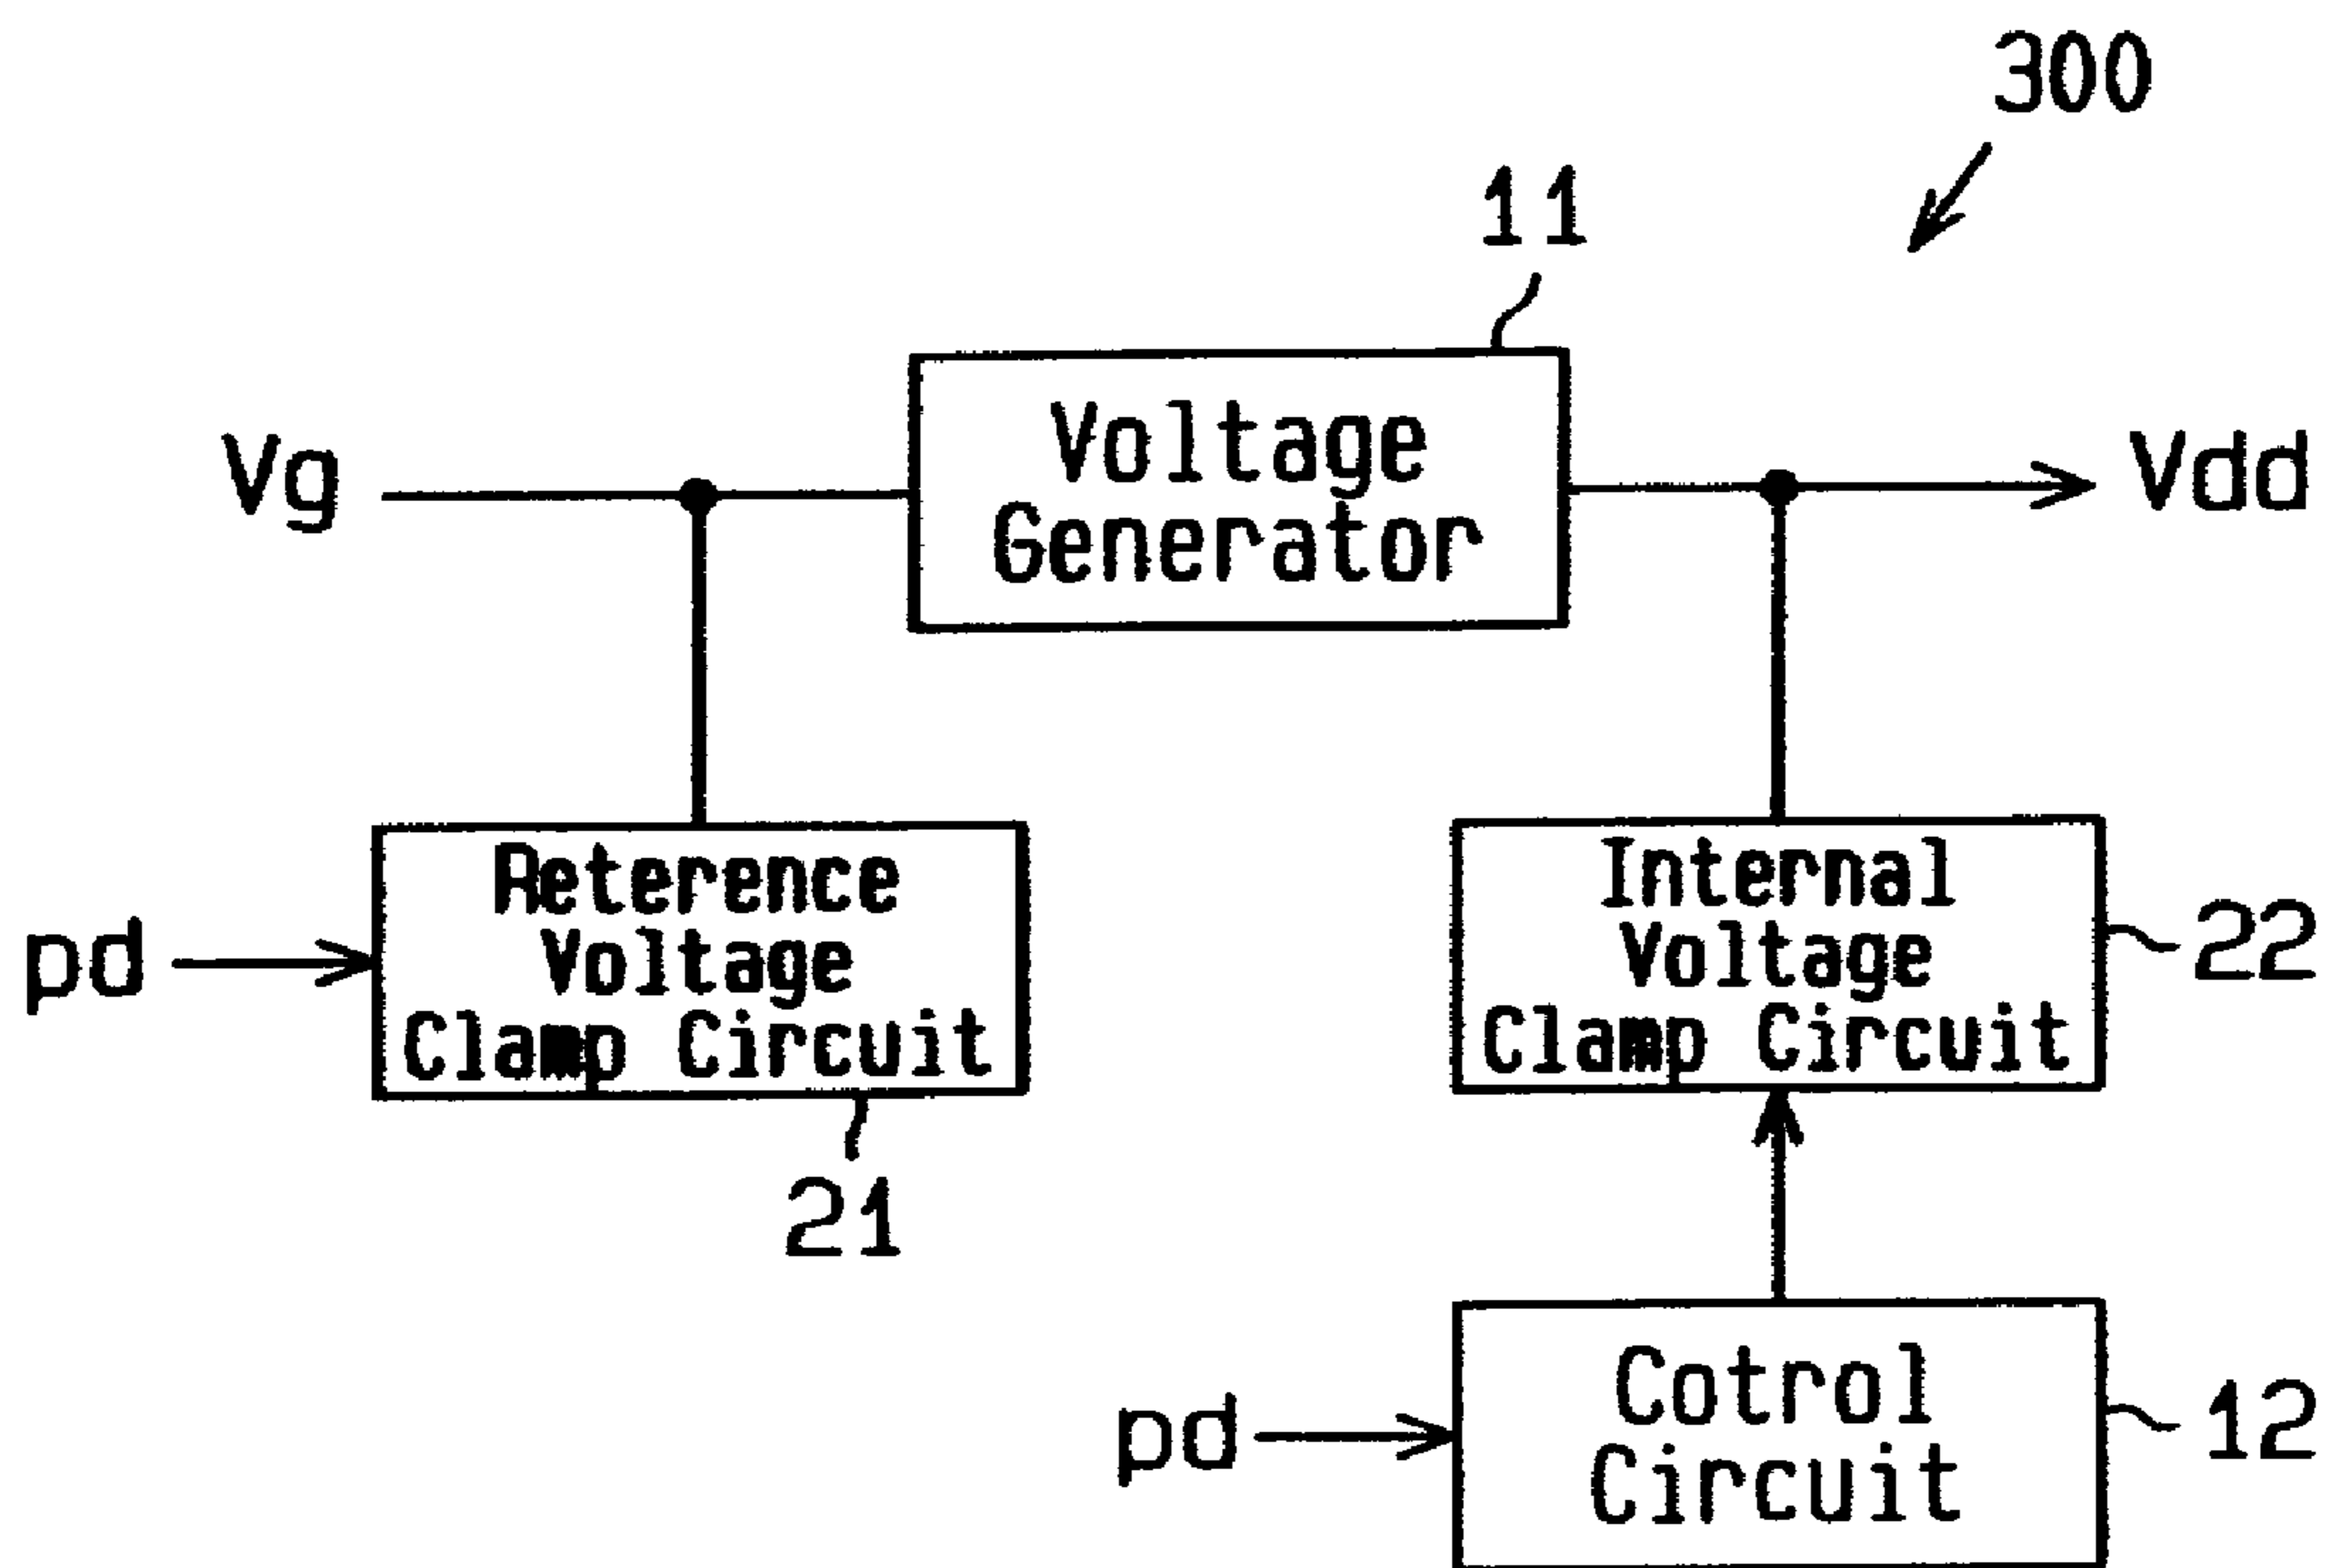 300
11
Voltage
Generator
Vg
Vdd
Reterence
Voltage
Clamp Circuit
pd
21
Internal
Voltage
Clamp Circuit
22
Cotrol
Circuit
pd
12